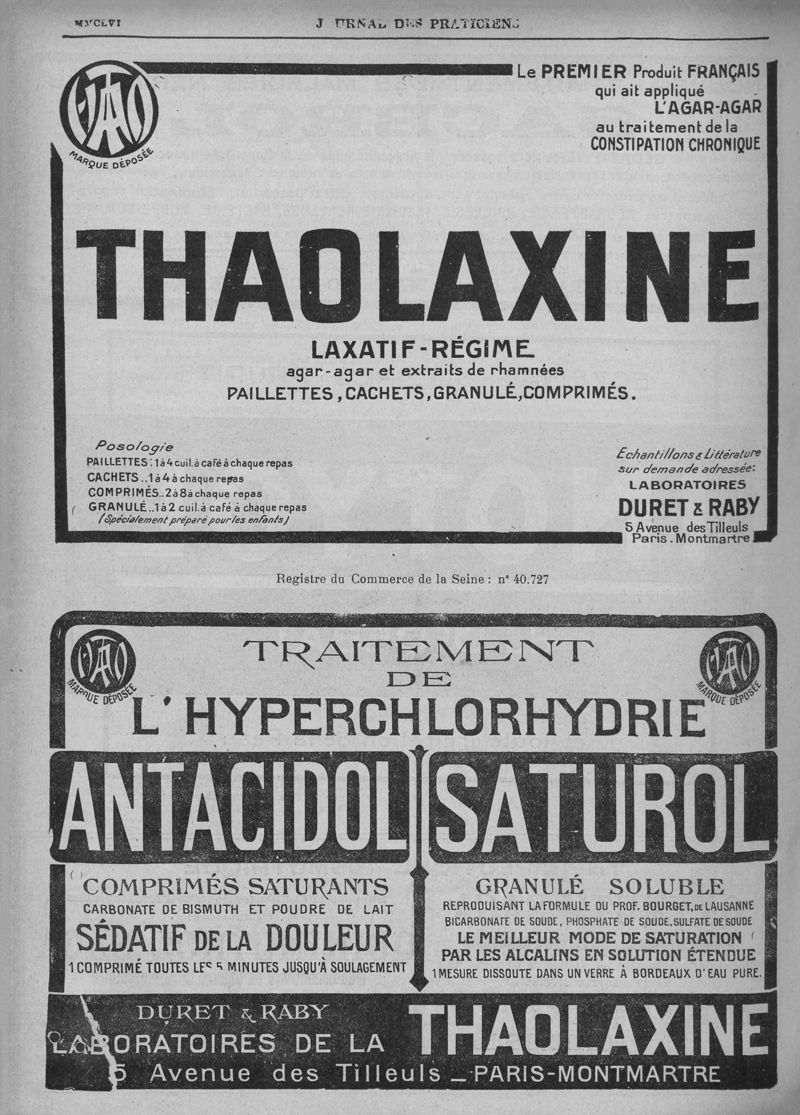 JOURNAL DES PRATICIENS
Le PREMIER Produit FRANÇAIS
qui ait appliqué
L'AGAR-AGAR
au traitement de la
CONSTIPATION CHRONIQUE
MARQUE DÉPOSÉE
THAOLAXINE
LAXATIF-RÉGIME
agar-agar et extraits de rhamnées
PAILLETTES, CACHETS, GRANULÉ, COMPRIMÉS.
Posologie
PAILLETTES: 1 à 4 cuil. à café à chaque repas
CACHETS.. 1 à 4 à chaque repas
COMPRIMÉS.. 2 à 8 à chaque repas
GRANULÉ.. 1 à 2 cuil. à café à chaque repas
(Spécialement préparé pour les enfants)
Echantillons & Littérature
sur demande adressée:
LABORATOIRES
DURET & RABY
5 Avenue des Tilleuls
Paris. Montmartre
Registre du Commerce de la Seine: n° 40.727
TRAITEMENT
DE
L'HYPERCHLORHYDRIE
MARQUE DÉPOSÉE
MARQUE DÉPOSÉE
ANTACIDOL
COMPRIMÉS SATURANTS
CARBONATE DE BISMUTH ET POUDRE DE LAIT
SÉDATIF DE LA DOULEUR
1 COMPRIMÉ TOUTES LES 5 MINUTES JUSQU'À SOULAGEMENT
SATUROL
GRANULÉ SOLUBLE
REPRODUISANT LA FORMULE DU PROF. BOURGET, DE LAUSANNE
BICARBONATE DE SOUDE, PHOSPHATE DE SOUDE, SULFATE DE SOUDE
LE MEILLEUR MODE DE SATURATION
PAR LES ALCALINS EN SOLUTION ÉTENDUE
1 MESURE DISSOUTE DANS UN VERRE À BORDEAUX D'EAU PURE.
DURET & RABY
LABORATOIRES DE LA THAOLAXINE
5 Avenue des Tilleuls _ PARIS-MONTMARTRE